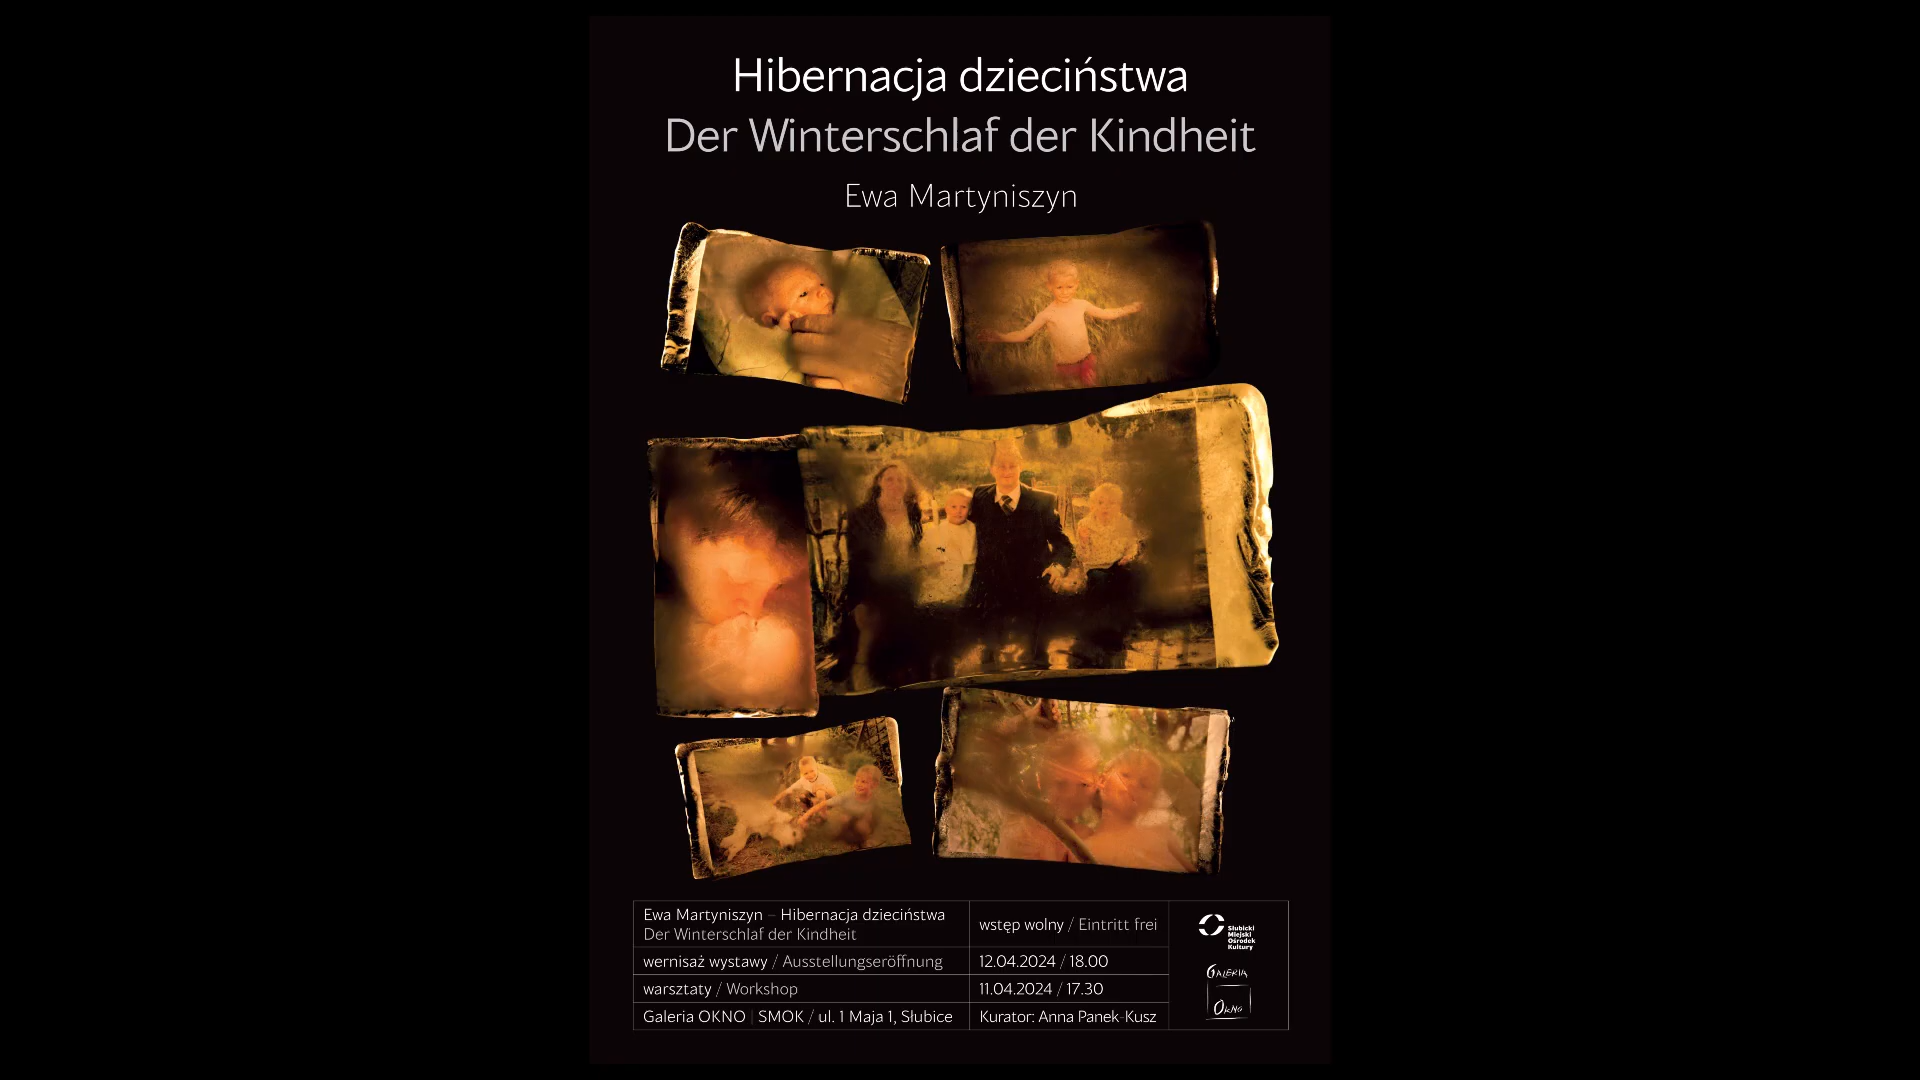 Hibernacja dzieciństwa
Der Winterschlaf der Kindheit
Ewa Martyniszyn
Ewa Martyniszyn – Hibernacja dzieciństwa
Der Winterschlaf der Kindheit
wstęp wolny / Eintritt frei
wernisaż wystawy / Ausstellungseröffnung
12.04.2024 / 18.00
warsztaty / Workshop
11.04.2024 / 17.30
Galeria OKNO | SMOK / ul. 1 Maja 1, Słubice
Kurator: Anna Panek-Kusz
Słubicki
Miejski
Ośrodek
Kultury
GALERIA
OKNO